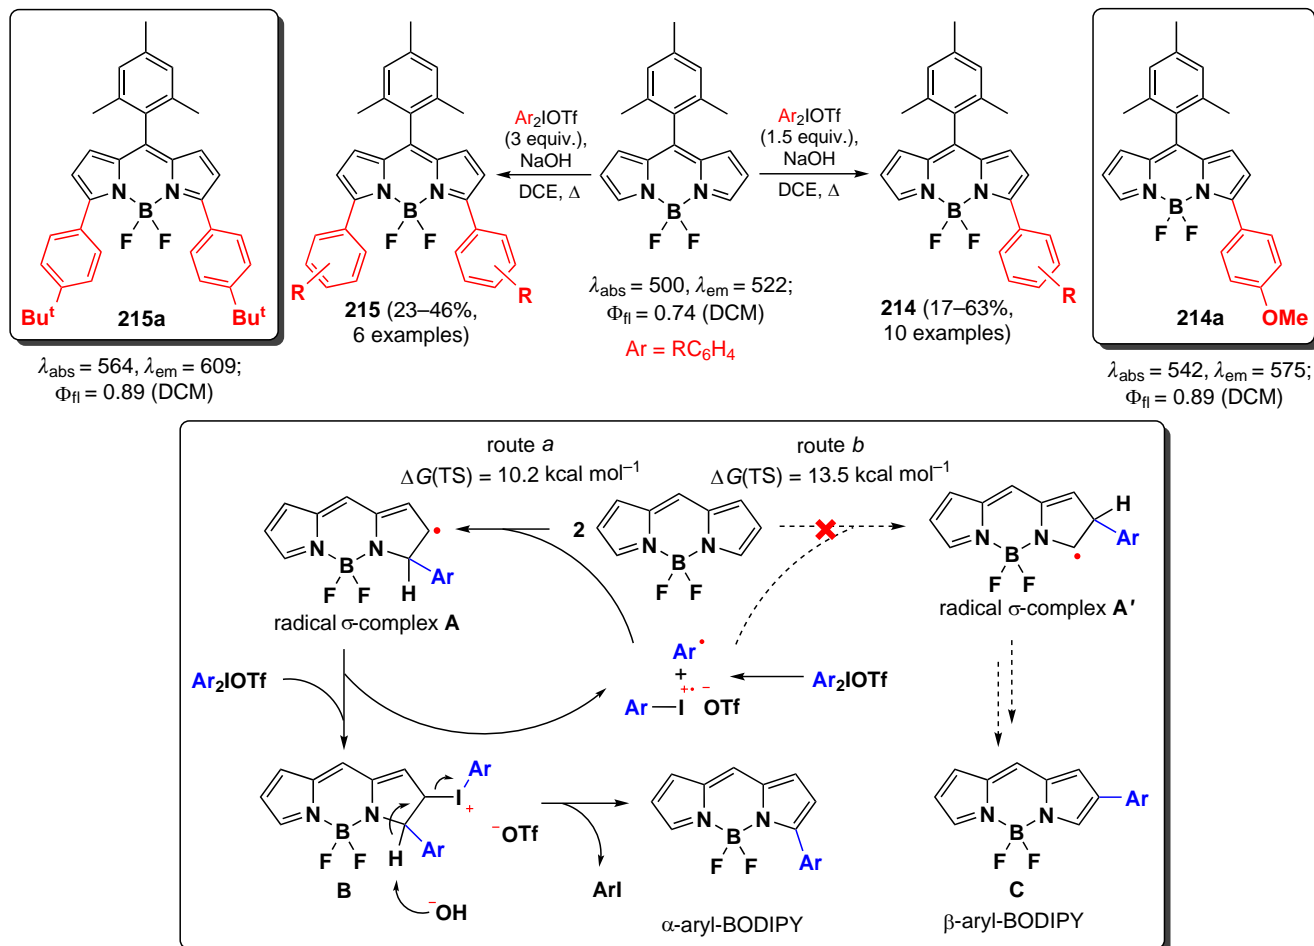 Ar₂IOTf
(3 equiv.),
NaOH
DCE, Δ
Ar₂IOTf
(1.5 equiv.),
NaOH
DCE, Δ
N N
B
F F
Buᵗ Buᵗ
215a
N N
B
F F
R R
215 (23–46%,
6 examples)
N N
B
F F
λabs = 500, λem = 522;
Φfl = 0.74 (DCM)
Ar = RC₆H₄
N N
B
F F
R
214 (17–63%,
10 examples)
N N
B
F F
OMe
214a
λabs = 564, λem = 609;
Φfl = 0.89 (DCM)
λabs = 542, λem = 575;
Φfl = 0.89 (DCM)
route a
ΔG(TS) = 10.2 kcal mol⁻¹
route b
ΔG(TS) = 13.5 kcal mol⁻¹
N N
B
F F
H
Ar
•
radical σ-complex A
2
N N
B
F F
N N
B
F F
H
Ar
•
radical σ-complex A′
Ar₂IOTf
Ar•
+
Ar—I⁺• ⁻OTf
Ar₂IOTf
N N
B
F F
H
Ar
I
+
Ar
⁻OTf
B
⁻OH
ArI
N N
B
F F
Ar
α-aryl-BODIPY
N N
B
F F
Ar
C
β-aryl-BODIPY